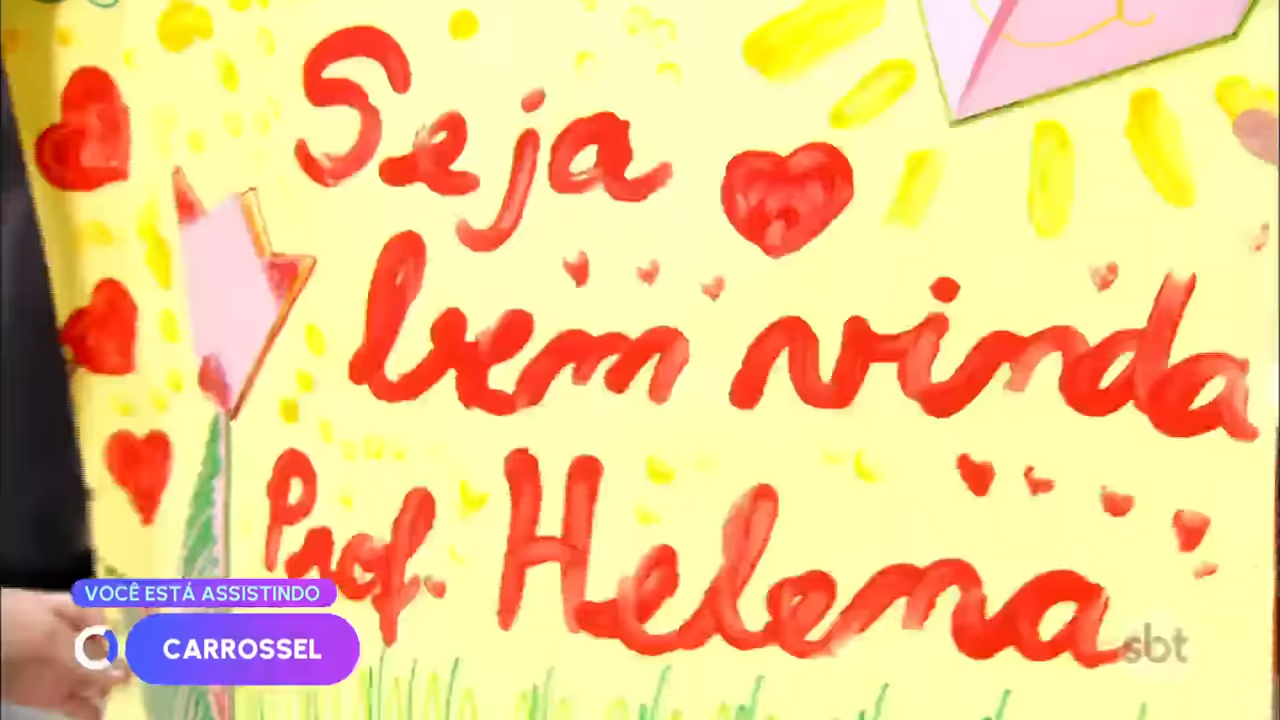 Seja
bem vinda
Prof. Helena
VOCÊ ESTÁ ASSISTINDO
CARROSSEL
sbt